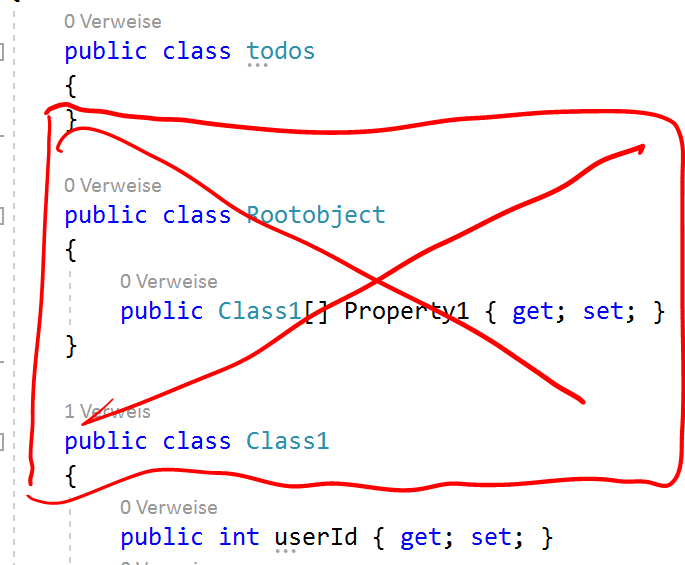 0 Verweise
public class todos
{
}
0 Verweise
public class Rootobject
{
0 Verweise
public Class1[] Property1 { get; set; }
}
1 Verweis
public class Class1
{
0 Verweise
public int userId { get; set; }